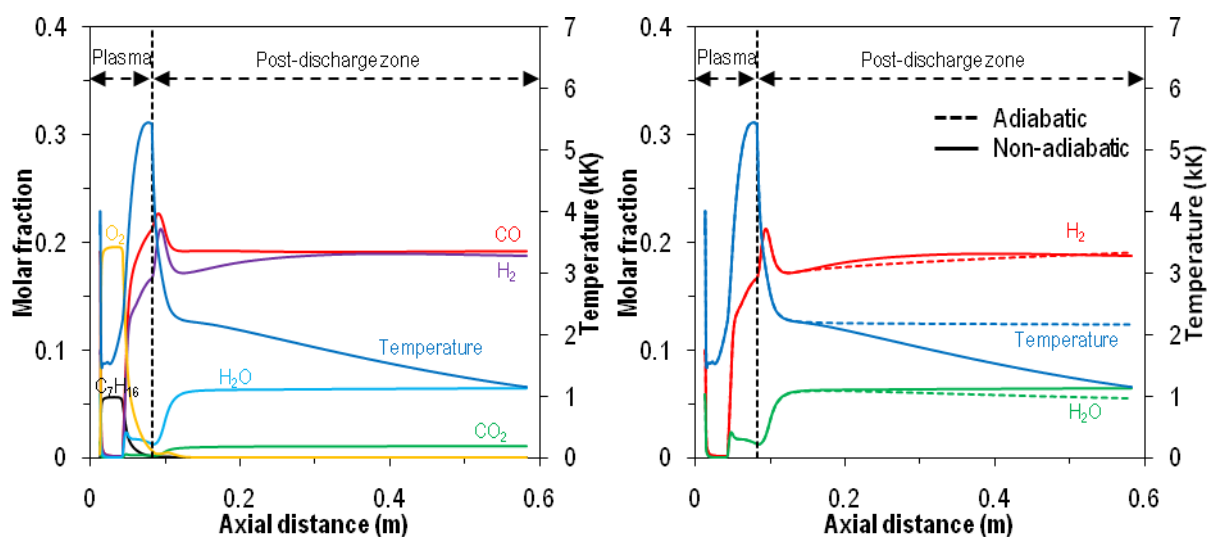 0.4
0.3
0.2
0.1
0
Molar fraction
Plasma
Post-discharge zone
O₂
C₇H₁₆
CO
H₂
Temperature
H₂O
CO₂
7
6
5
4
3
2
1
0
Temperature (kK)
0
0.2
0.4
0.6
Axial distance (m)
0.4
0.3
0.2
0.1
0
Molar fraction
Plasma
Post-discharge zone
Adiabatic
Non-adiabatic
H₂
Temperature
H₂O
7
6
5
4
3
2
1
0
Temperature (kK)
0
0.2
0.4
0.6
Axial distance (m)